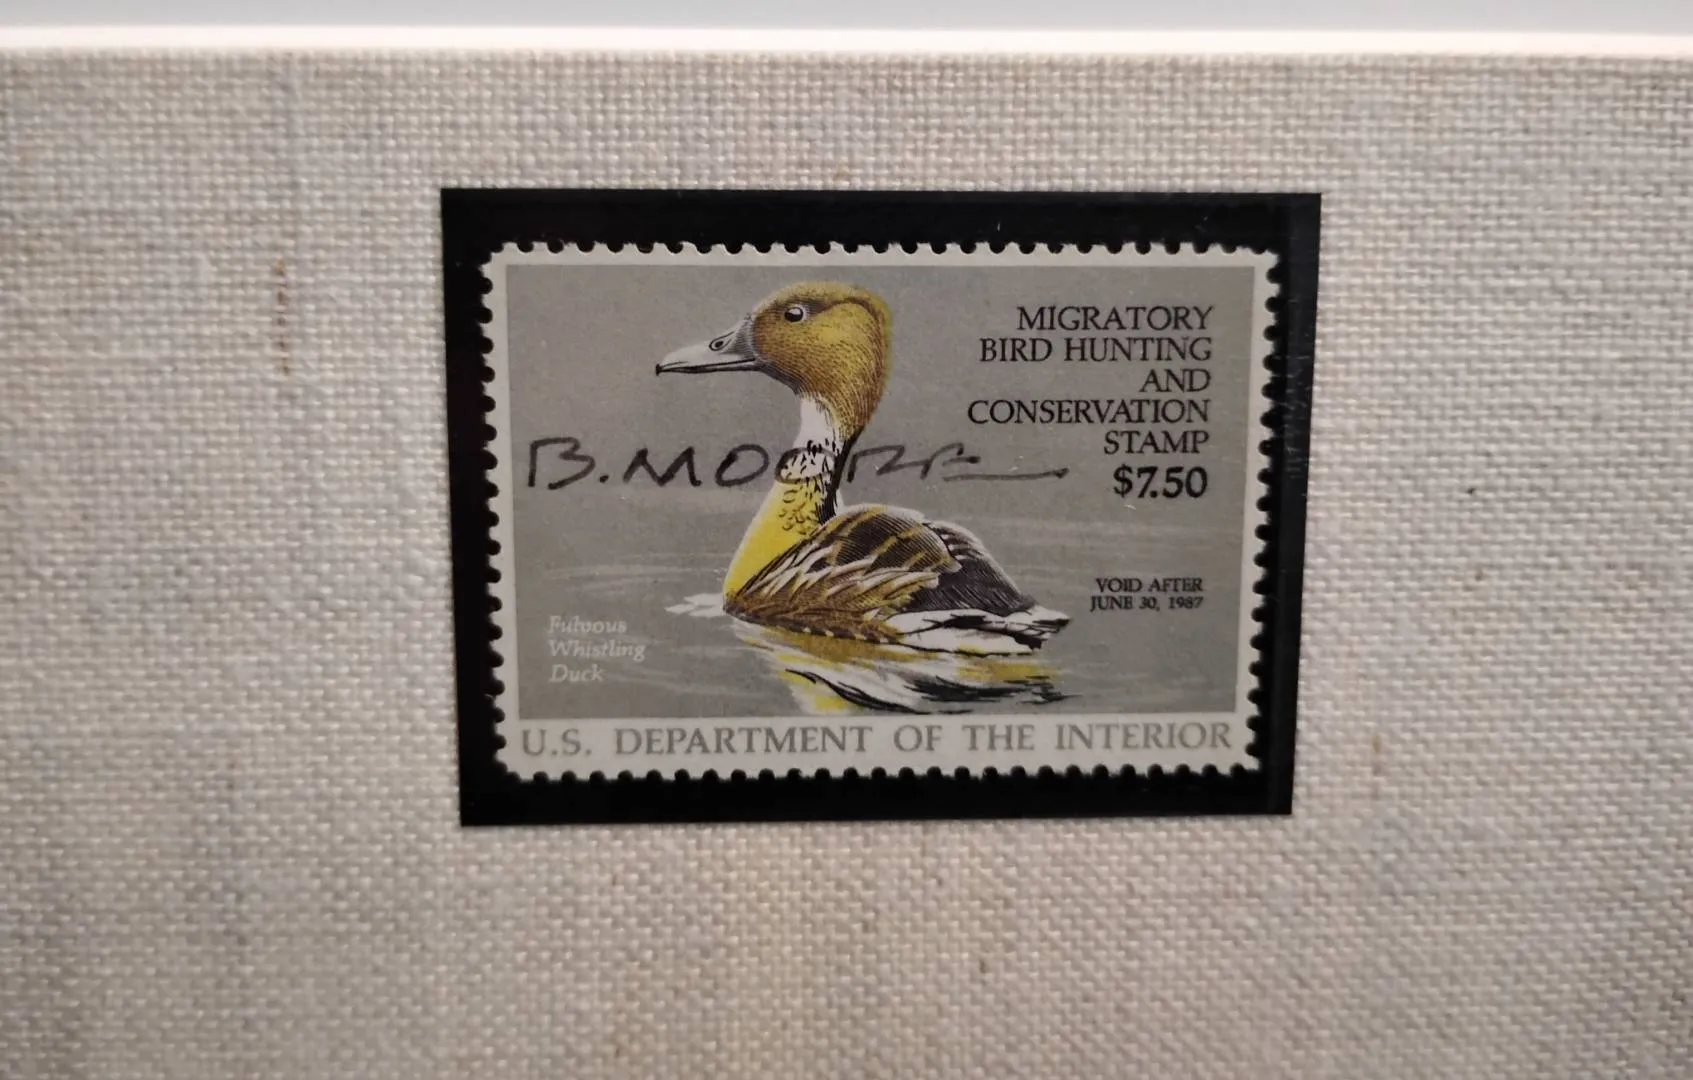 MIGRATORY
BIRD HUNTING
AND
CONSERVATION
STAMP
$7.50
B. MOORE
VOID AFTER
JUNE 30, 1987
Fulvous
Whistling
Duck
U.S. DEPARTMENT OF THE INTERIOR